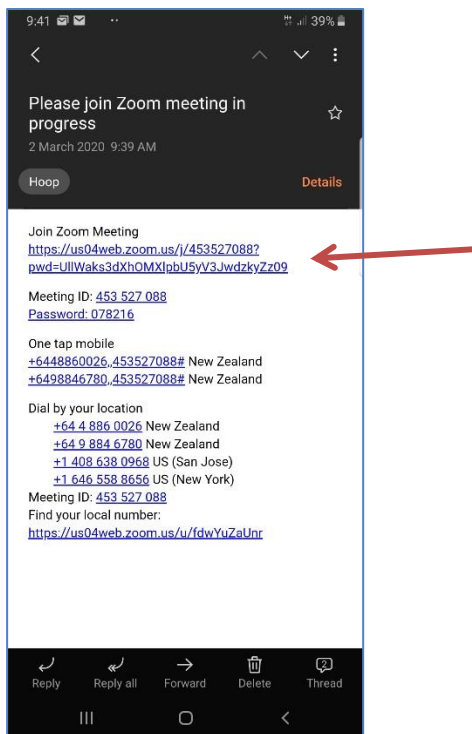 9:41 39%
Please join Zoom meeting in
progress
2 March 2020 9:39 AM
Hoop Details
Join Zoom Meeting
https://us04web.zoom.us/j/453527088?
pwd=UllWaks3dXhOMXlpbU5yV3JwdzkyZz09
Meeting ID: 453 527 088
Password: 078216
One tap mobile
+6448860026,,453527088# New Zealand
+6498846780,,453527088# New Zealand
Dial by your location
+64 4 886 0026 New Zealand
+64 9 884 6780 New Zealand
+1 408 638 0968 US (San Jose)
+1 646 558 8656 US (New York)
Meeting ID: 453 527 088
Find your local number:
https://us04web.zoom.us/u/fdwYuZaUnr
Reply Reply all Forward Delete 2 Thread